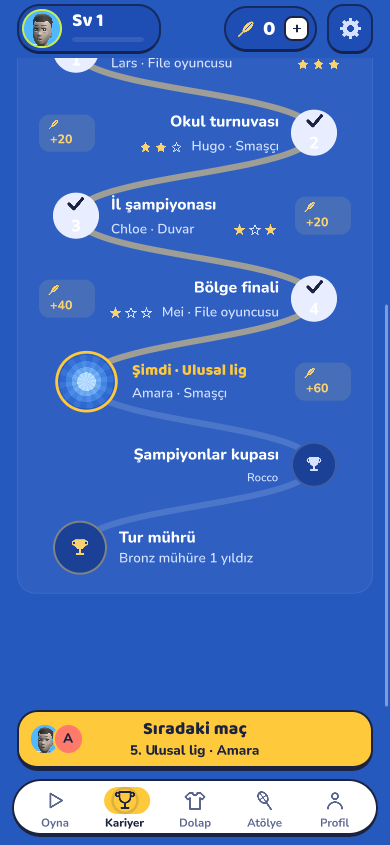 Sv 1
0
+
1
Lars · File oyuncusu
+20
Okul turnuvası
Hugo · Smaşçı
2
3
İl şampiyonası
Chloe · Duvar
+20
+40
Bölge finali
Mei · File oyuncusu
4
Şimdi · Ulusal lig
Amara · Smaşçı
+60
Şampiyonlar kupası
Rocco
Tur mührü
Bronz mühüre 1 yıldız
A
Sıradaki maç
5. Ulusal lig · Amara
Oyna
Kariyer
Dolap
Atölye
Profil